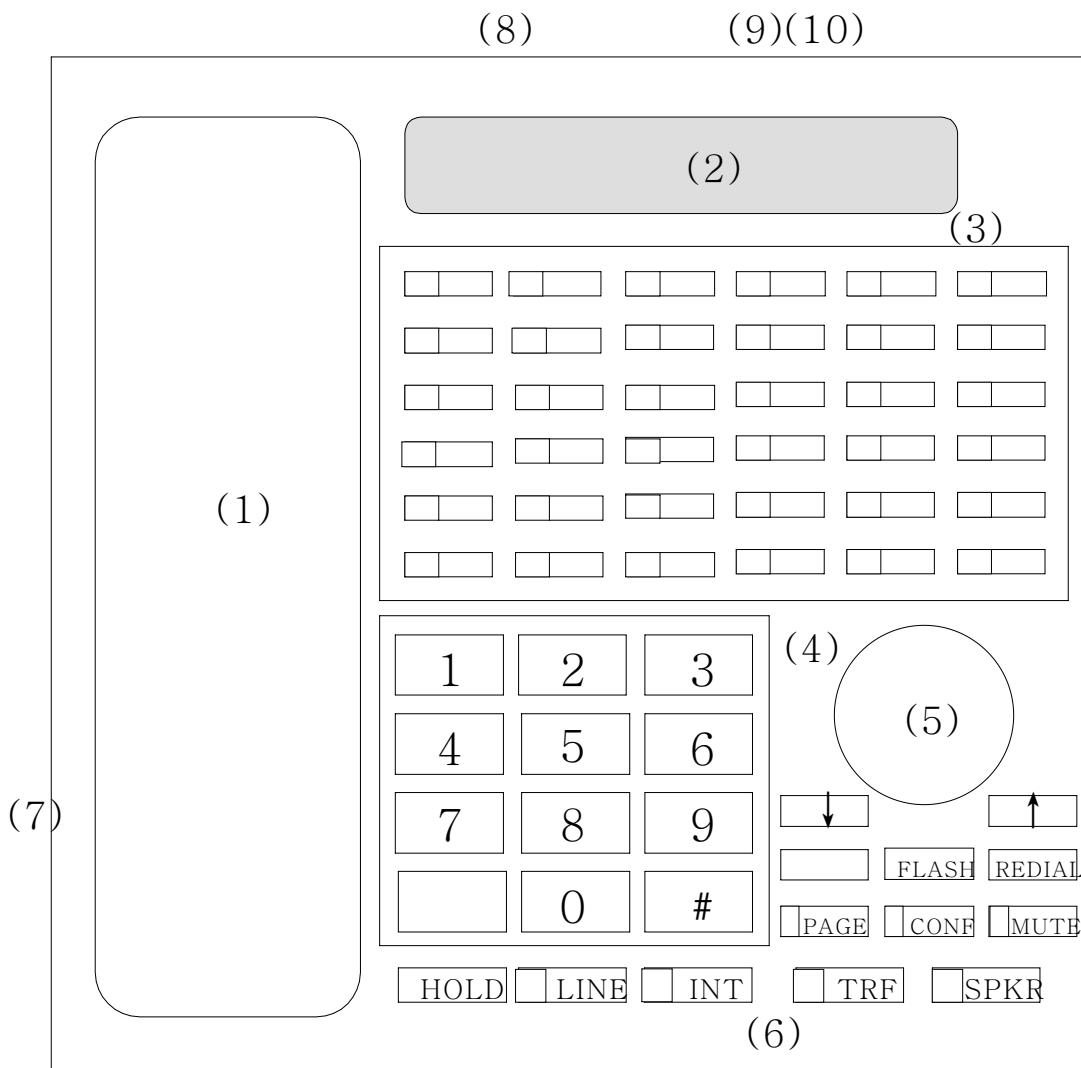 (8) (9)(10)
(2)
(3)
(1)
1 2 3
(4)
4 5 6
(5)
(7)
7 8 9
FLASH REDIAL
0 #
PAGE CONF MUTE
HOLD LINE INT TRF SPKR
(6)